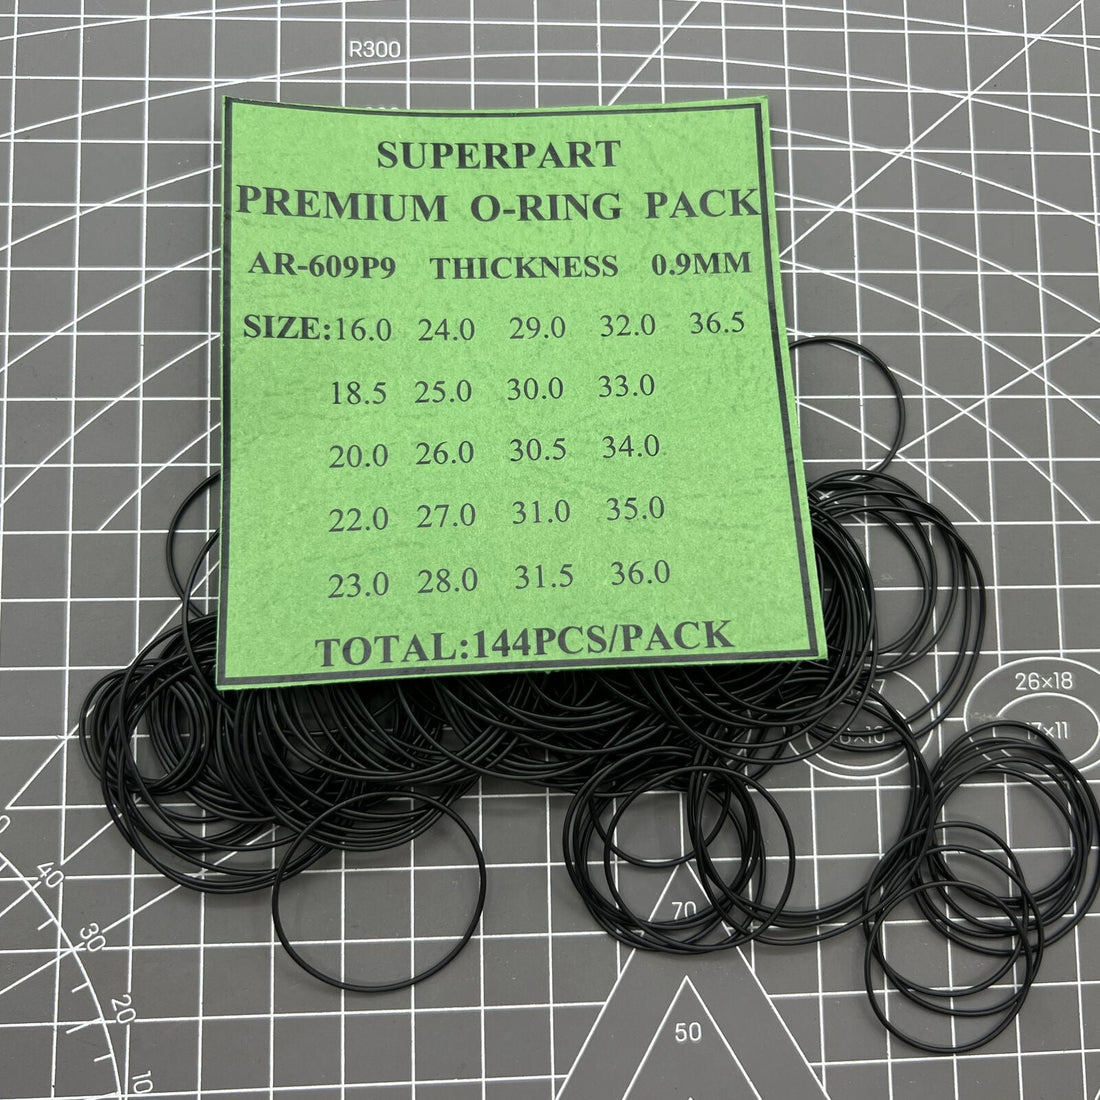 R300
SUPERPART
PREMIUM O-RING PACK
AR-609P9 THICKNESS 0.9MM
SIZE:16.0 24.0 29.0 32.0 36.5
18.5 25.0 30.0 33.0
20.0 26.0 30.5 34.0
22.0 27.0 31.0 35.0
23.0 28.0 31.5 36.0
TOTAL:144PCS/PACK
26×18
17×11
40
70
30
20
50
10